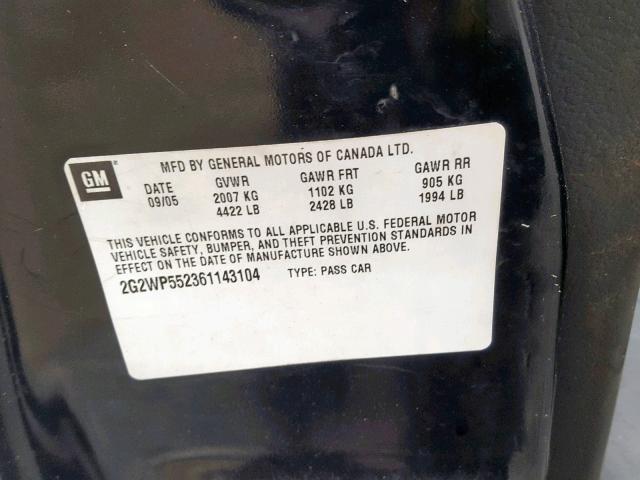 GM
MFD BY GENERAL MOTORS OF CANADA LTD.
DATE GVWR GAWR FRT GAWR RR
09/05 2007 KG 1102 KG 905 KG
4422 LB 2428 LB 1994 LB
THIS VEHICLE CONFORMS TO ALL APPLICABLE U.S. FEDERAL MOTOR
VEHICLE SAFETY, BUMPER, AND THEFT PREVENTION STANDARDS IN
EFFECT ON THE DATE OF MANUFACTURE SHOWN ABOVE.
2G2WP552361143104 TYPE: PASS CAR